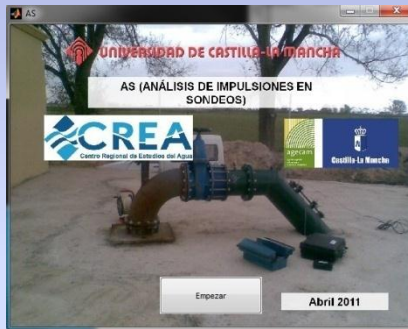 AS
UNIVERSIDAD DE CASTILLA-LA MANCHA
AS (ANÁLISIS DE IMPULSIONES EN
SONDEOS)
CREA
Centro Regional de Estudios del Agua
agecam
Castilla-La Mancha
Empezar
Abril 2011